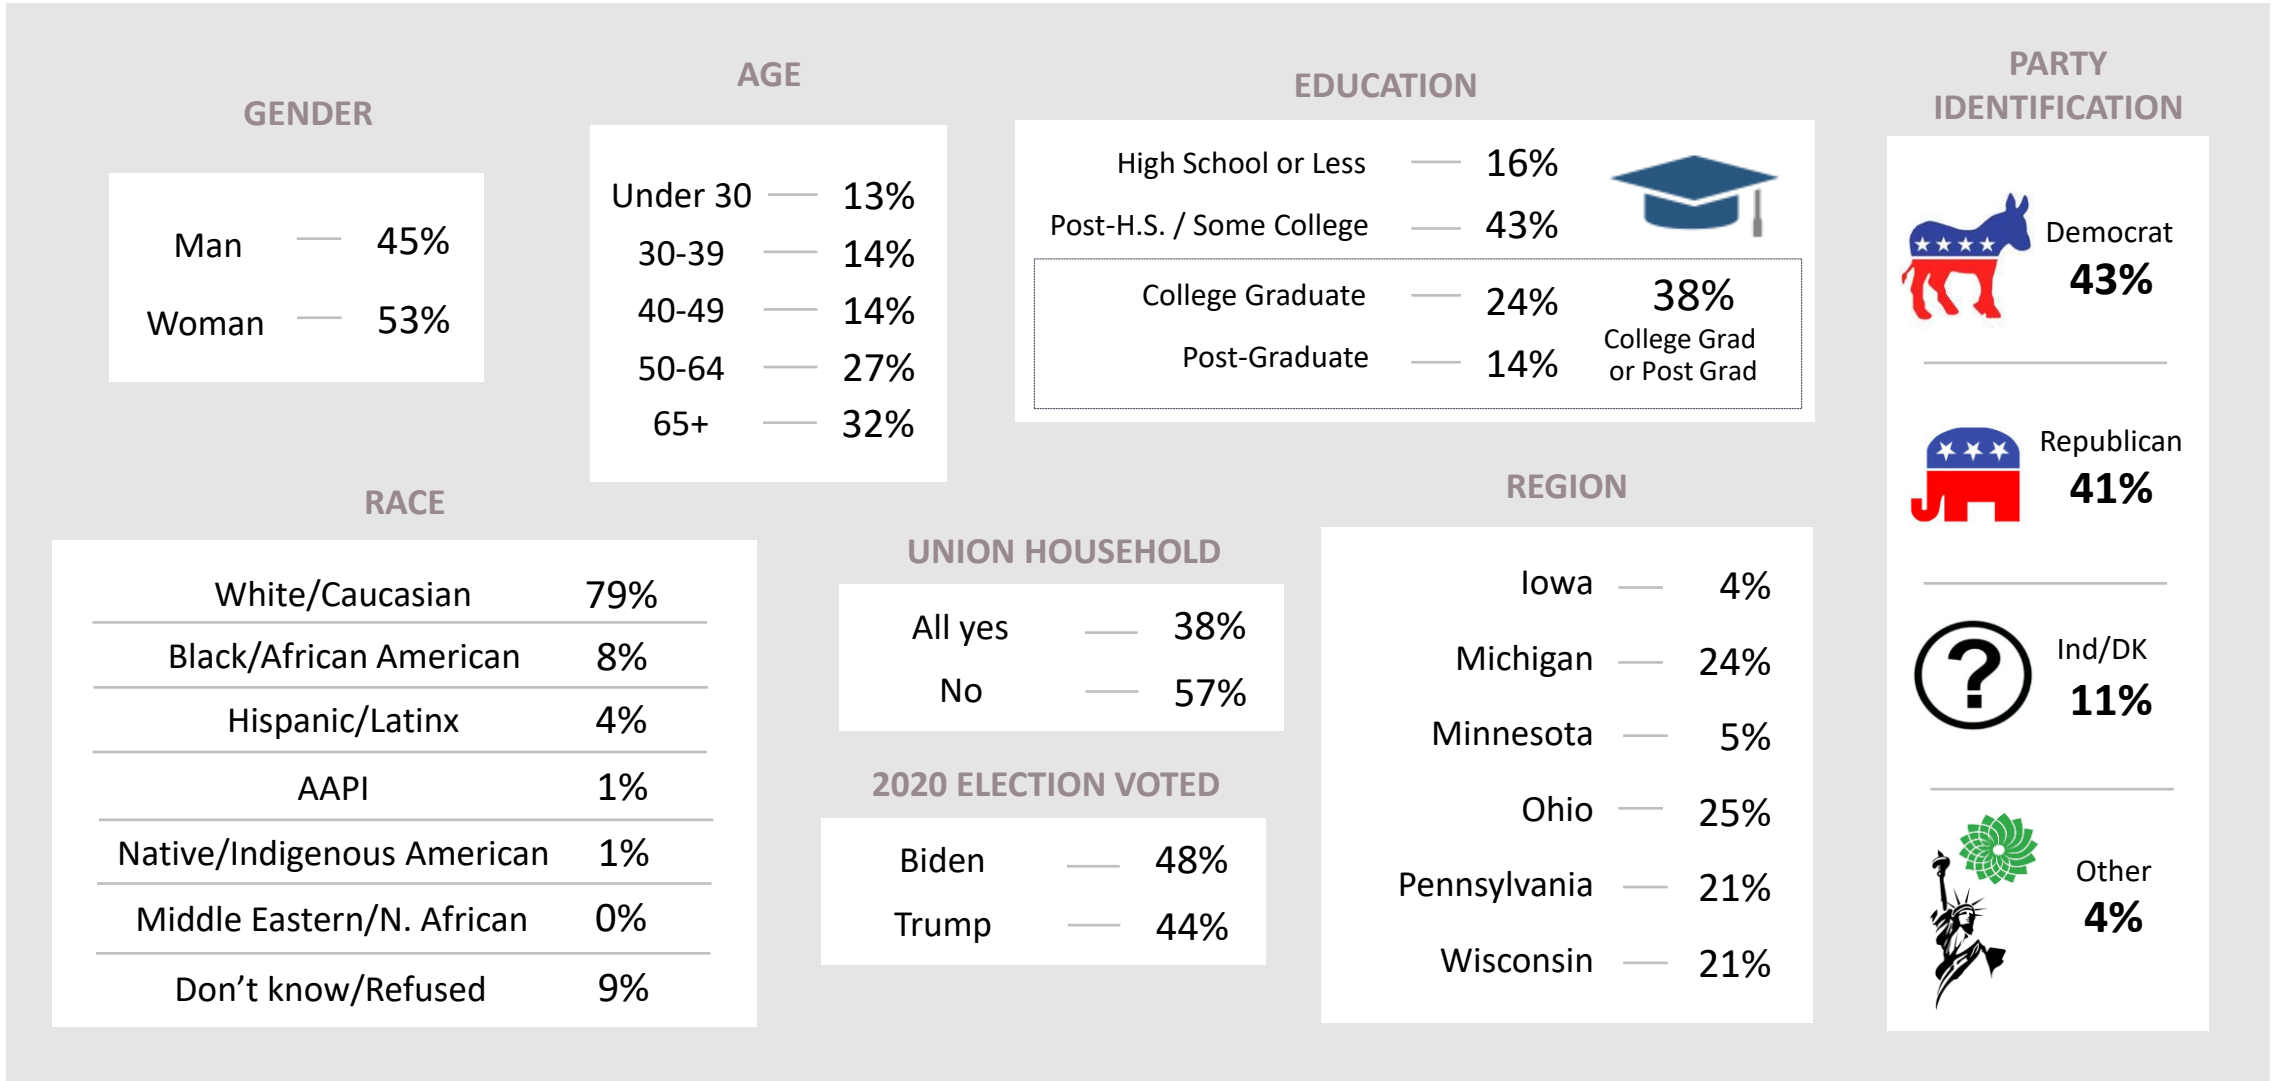 GENDER
Man 45%
Woman 53%
AGE
Under 30 13%
30-39 14%
40-49 14%
50-64 27%
65+ 32%
EDUCATION
High School or Less 16%
Post-H.S. / Some College 43%
College Graduate 24%
Post-Graduate 14%
38%
College Grad
or Post Grad
PARTY
IDENTIFICATION
Democrat
43%
Republican
41%
Ind/DK
11%
Other
4%
RACE
White/Caucasian 79%
Black/African American 8%
Hispanic/Latinx 4%
AAPI 1%
Native/Indigenous American 1%
Middle Eastern/N. African 0%
Don’t know/Refused 9%
UNION HOUSEHOLD
All yes 38%
No 57%
2020 ELECTION VOTED
Biden 48%
Trump 44%
REGION
Iowa 4%
Michigan 24%
Minnesota 5%
Ohio 25%
Pennsylvania 21%
Wisconsin 21%